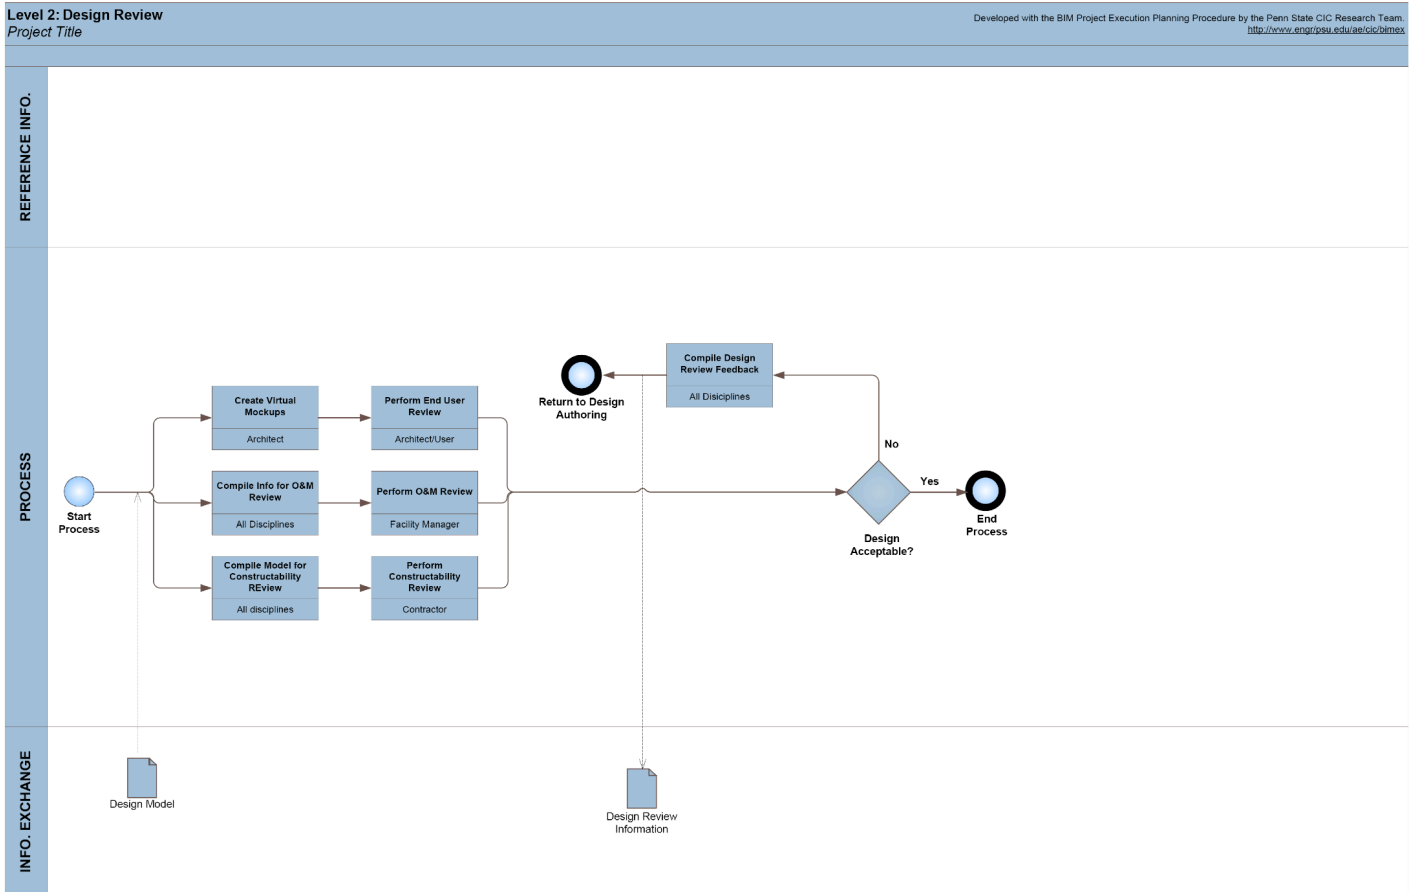 Level 2: Design Review
Project Title
Developed with the BIM Project Execution Planning Procedure by the Penn State CIC Research Team.
http://www.engr/psu.edu/ae/cic/bimex
REFERENCE INFO.
PROCESS
INFO. EXCHANGE
Start
Process
Create Virtual
Mockups
Architect
Perform End User
Review
Architect/User
Compile Info for O&M
Review
All Disciplines
Perform O&M Review
Facility Manager
Compile Model for
Constructability
REview
All disciplines
Perform
Constructability
Review
Contractor
Return to Design
Authoring
Compile Design
Review Feedback
All Disiciplines
No
Yes
Design
Acceptable?
End
Process
Design Model
Design Review
Information